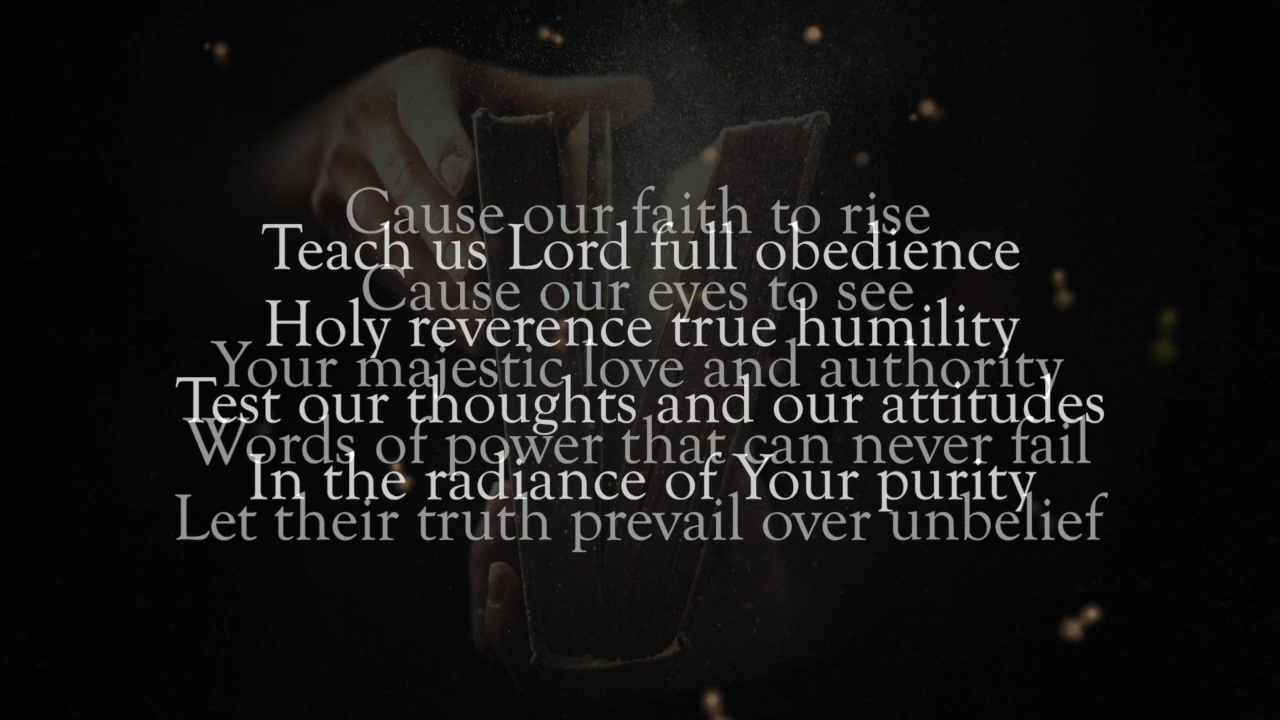 Cause our faith to rise
Teach us Lord full obedience
Cause our eyes to see
Holy reverence true humility
Your majestic love and authority
Test our thoughts and our attitudes
Words of power that can never fail
In the radiance of Your purity
Let their truth prevail over unbelief